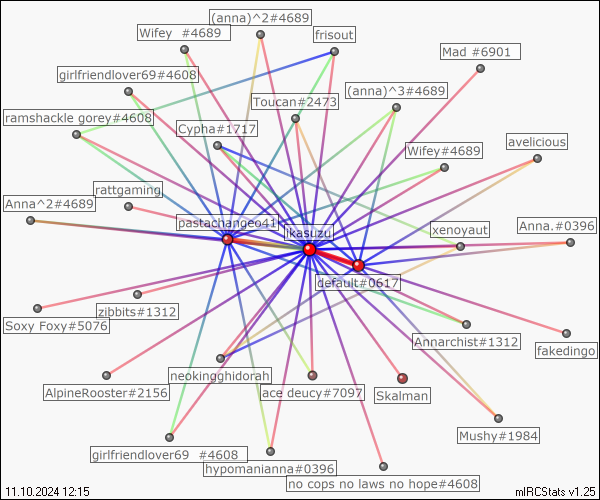 (anna)^2#4689
Wifey  #4689
frisout
Mad #6901
girlfriendlover69#4608
(anna)^3#4689
Toucan#2473
ramshackle gorey#4608
Cypha#1717
avelicious
Wifey#4689
rattgaming
Anna^2#4689
pastachangeo41
ikasuzu
xenoyaut
Anna.#0396
default#0617
zibbits#1312
Soxy Foxy#5076
Annarchist#1312
fakedingo
neokingghidorah
AlpineRooster#2156
ace deucy#7097
Skalman
Mushy#1984
girlfriendlover69  #4608
hypomanianna#0396
no cops no laws no hope#4608
11.10.2024 12:15
mIRCStats v1.25